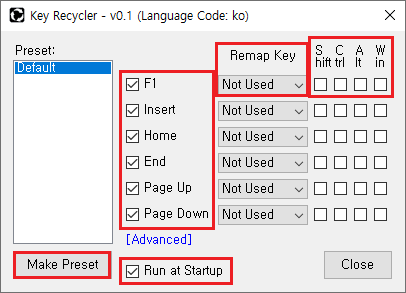 Key Recycler - v0.1 (Language Code: ko)
Preset:
Default
Remap Key
S hift
C trl
A lt
W in
F1
Not Used
Insert
Not Used
Home
Not Used
End
Not Used
Page Up
Not Used
Page Down
Not Used
[Advanced]
Make Preset
Run at Startup
Close